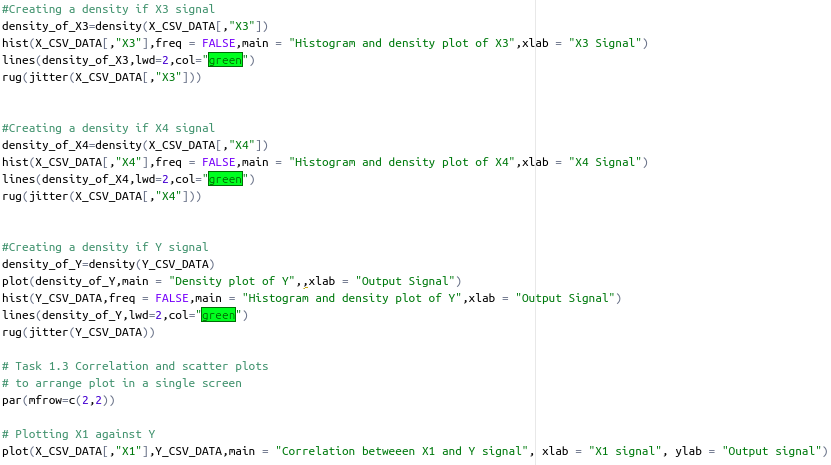 #Creating a density if X3 signal
density_of_X3=density(X_CSV_DATA[,"X3"])
hist(X_CSV_DATA[,"X3"],freq = FALSE,main = "Histogram and density plot of X3",xlab = "X3 Signal")
lines(density_of_X3,lwd=2,col="green")
rug(jitter(X_CSV_DATA[,"X3"]))
#Creating a density if X4 signal
density_of_X4=density(X_CSV_DATA[,"X4"])
hist(X_CSV_DATA[,"X4"],freq = FALSE,main = "Histogram and density plot of X4",xlab = "X4 Signal")
lines(density_of_X4,lwd=2,col="green")
rug(jitter(X_CSV_DATA[,"X4"]))
#Creating a density if Y signal
density_of_Y=density(Y_CSV_DATA)
plot(density_of_Y,main = "Density plot of Y",,xlab = "Output Signal")
hist(Y_CSV_DATA,freq = FALSE,main = "Histogram and density plot of Y",xlab = "Output Signal")
lines(density_of_Y,lwd=2,col="green")
rug(jitter(Y_CSV_DATA))
# Task 1.3 Correlation and scatter plots
# to arrange plot in a single screen
par(mfrow=c(2,2))
# Plotting X1 against Y
plot(X_CSV_DATA[,"X1"],Y_CSV_DATA,main = "Correlation betweeen X1 and Y signal", xlab = "X1 signal", ylab = "Output signal")